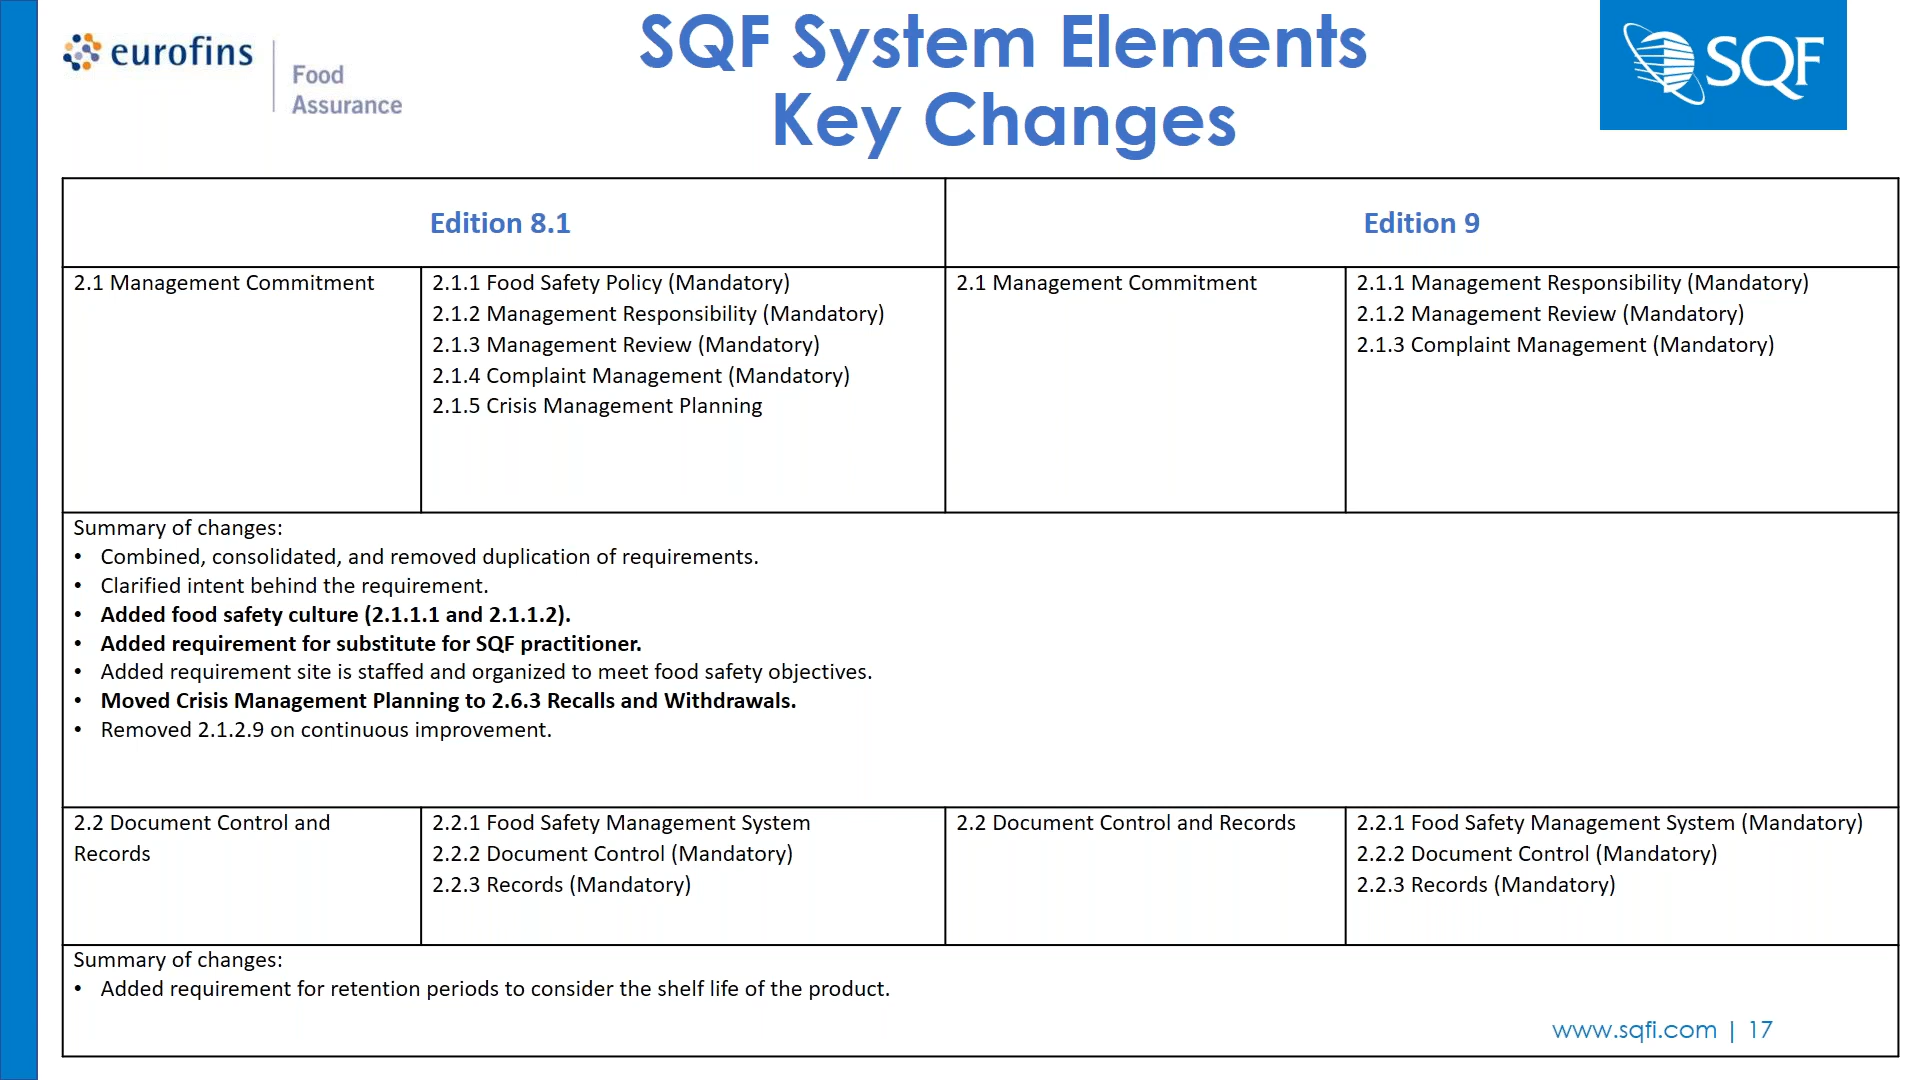 eurofins
Food
Assurance
SQF System Elements
Key Changes
SQF
Edition 8.1
Edition 9
2.1 Management Commitment
2.1.1 Food Safety Policy (Mandatory)
2.1.2 Management Responsibility (Mandatory)
2.1.3 Management Review (Mandatory)
2.1.4 Complaint Management (Mandatory)
2.1.5 Crisis Management Planning
2.1 Management Commitment
2.1.1 Management Responsibility (Mandatory)
2.1.2 Management Review (Mandatory)
2.1.3 Complaint Management (Mandatory)
Summary of changes:
• Combined, consolidated, and removed duplication of requirements.
• Clarified intent behind the requirement.
• Added food safety culture (2.1.1.1 and 2.1.1.2).
• Added requirement for substitute for SQF practitioner.
• Added requirement site is staffed and organized to meet food safety objectives.
• Moved Crisis Management Planning to 2.6.3 Recalls and Withdrawals.
• Removed 2.1.2.9 on continuous improvement.
2.2 Document Control and
Records
2.2.1 Food Safety Management System
2.2.2 Document Control (Mandatory)
2.2.3 Records (Mandatory)
2.2 Document Control and Records
2.2.1 Food Safety Management System (Mandatory)
2.2.2 Document Control (Mandatory)
2.2.3 Records (Mandatory)
Summary of changes:
• Added requirement for retention periods to consider the shelf life of the product.
www.sqfi.com | 17